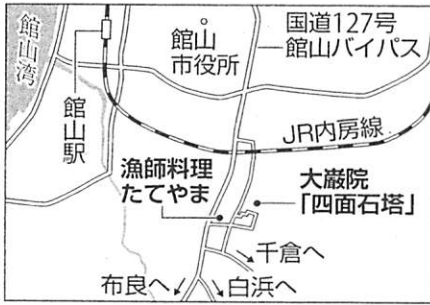 館山湾
館山駅
館山
市役所
国道127号
館山バイパス
JR内房線
漁師料理
たてやま
大巌院
「四面石塔」
千倉へ
布良へ
白浜へ